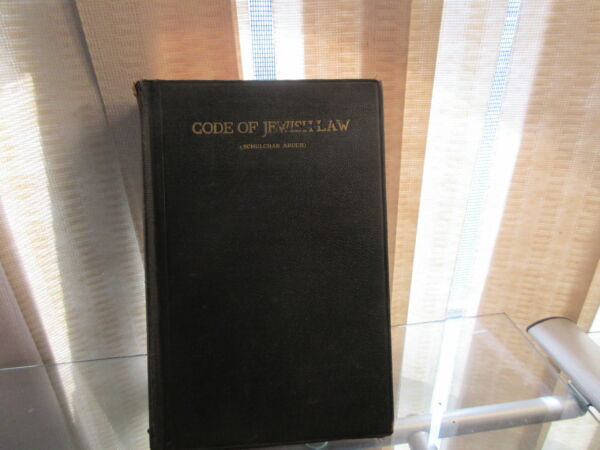 CODE OF JEWISH LAW
(SCHULCHAN ARUCH)